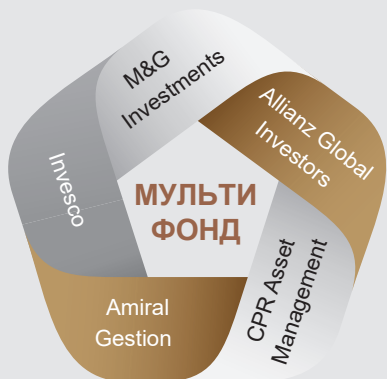 M&G
Investments
Allianz Global
Investors
Invesco
МУЛЬТИ
ФОНД
CPR Asset
Management
Amiral
Gestion